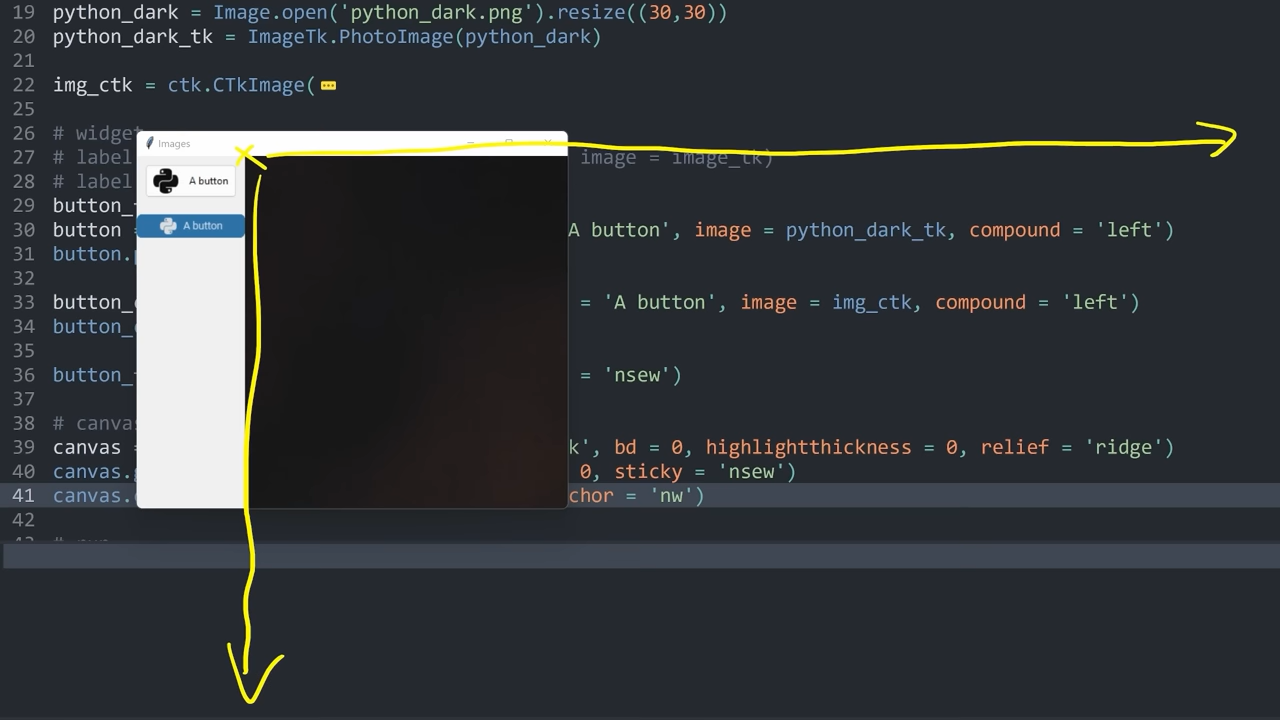 19 python_dark = Image.open('python_dark.png').resize((30,30))
20 python_dark_tk = ImageTk.PhotoImage(python_dark)
21
22 img_ctk = ctk.CTkImage(
25
26 # widget
27 # label image = image_tk)
28 # label
29 button_
30 button = A button', image = python_dark_tk, compound = 'left')
31 button.
32
33 button_ = 'A button', image = img_ctk, compound = 'left')
34 button_
35
36 button_ = 'nsew')
37
38 # canva
39 canvas = k', bd = 0, highlightthickness = 0, relief = 'ridge')
40 canvas. 0, sticky = 'nsew')
41 canvas. chor = 'nw')
42
Images
A button
A button